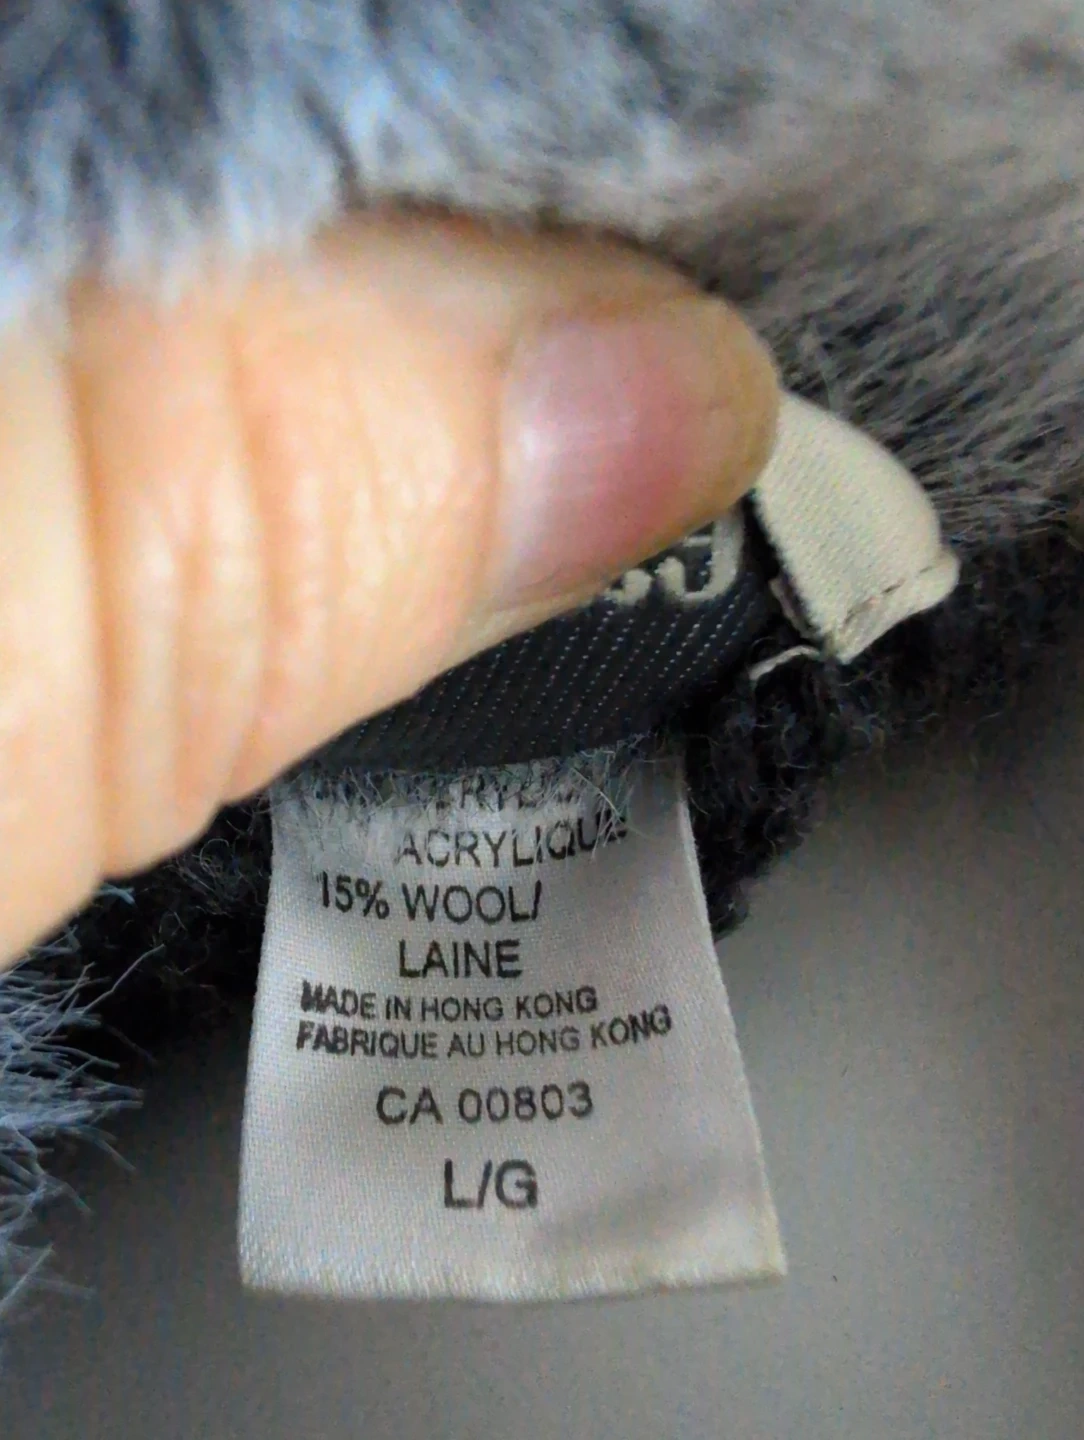 ACRYLIQUE
15% WOOL/
LAINE
MADE IN HONG KONG
FABRIQUE AU HONG KONG
CA 00803
L/G